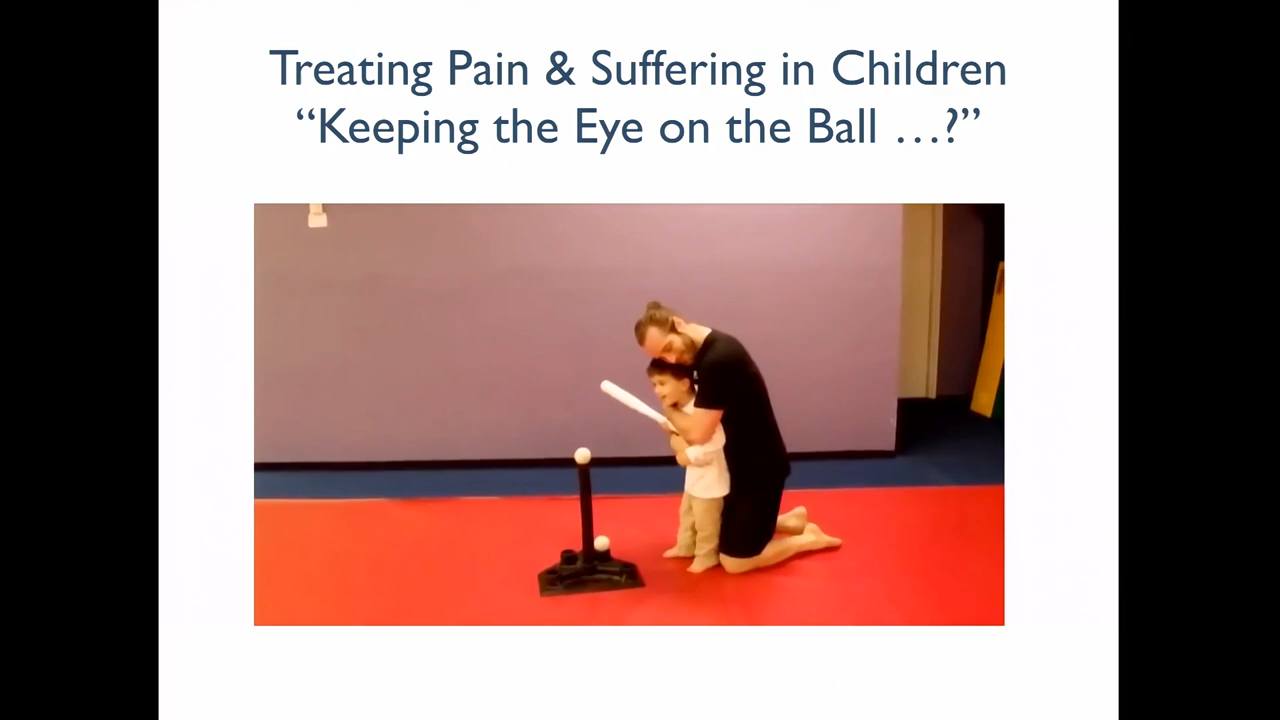 Treating Pain & Suffering in Children
“Keeping the Eye on the Ball …?”